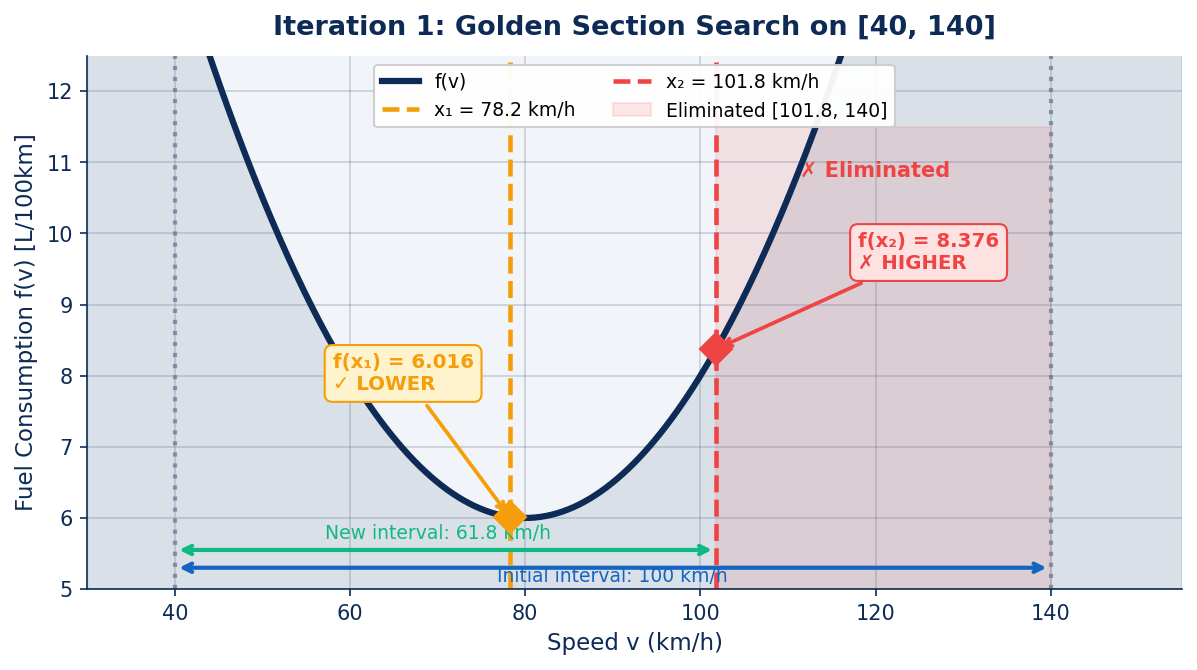 Iteration 1: Golden Section Search on [40, 140]
f(v)
x₁ = 78.2 km/h
x₂ = 101.8 km/h
Eliminated [101.8, 140]
✗ Eliminated
f(x₂) = 8.376
✗ HIGHER
f(x₁) = 6.016
✓ LOWER
New interval: 61.8 km/h
Initial interval: 100 km/h
Fuel Consumption f(v) [L/100km]
12
11
10
9
8
7
6
5
40
60
80
100
120
140
Speed v (km/h)